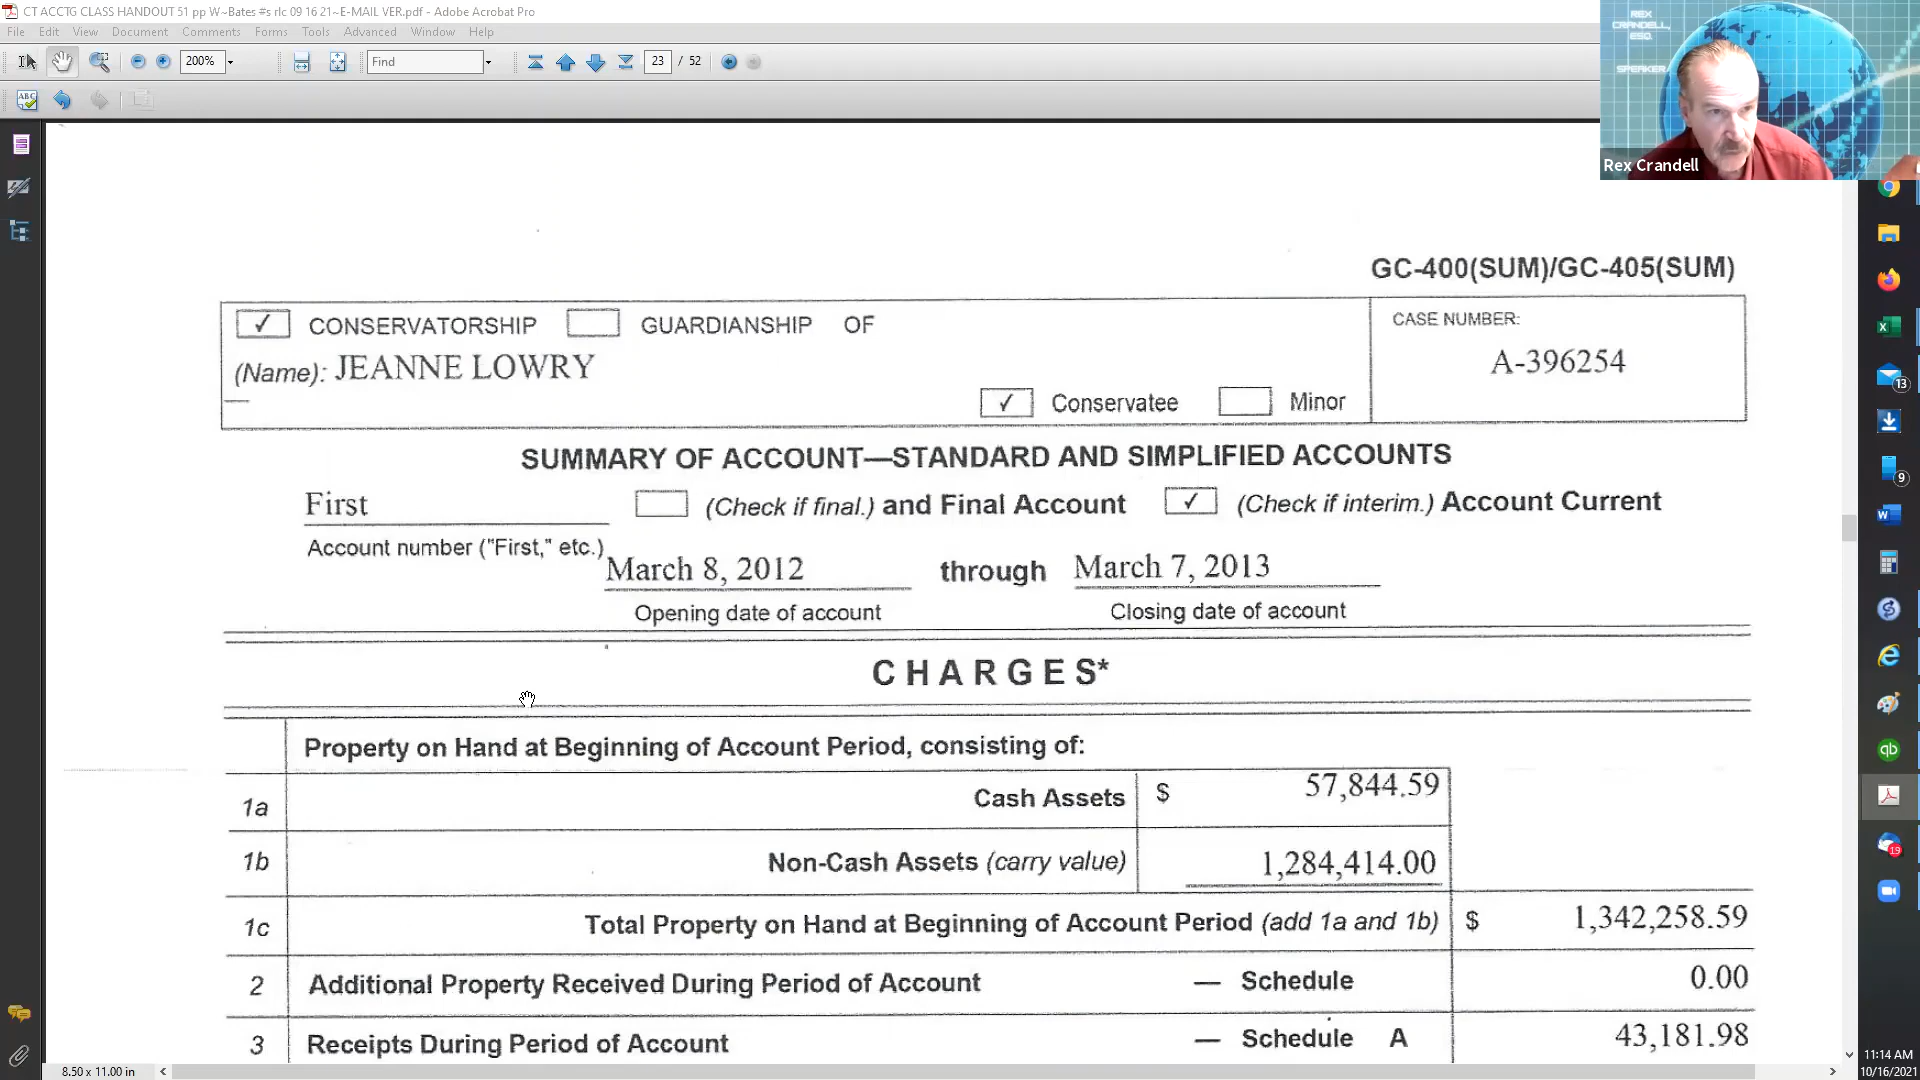 CT ACCTG CLASS HANDOUT 51 pp W~Bates #s rlc 09 16 21~E-MAIL VER.pdf - Adobe Acrobat Pro
File Edit View Document Comments Forms Tools Advanced Window Help
200% Find 23 / 52
REX CRANDELL, ESQ.
SPEAKER
Rex Crandell
GC-400(SUM)/GC-405(SUM)
✓ CONSERVATORSHIP GUARDIANSHIP OF
CASE NUMBER:
(Name): JEANNE LOWRY
A-396254
✓ Conservatee Minor
SUMMARY OF ACCOUNT—STANDARD AND SIMPLIFIED ACCOUNTS
First (Check if final.) and Final Account ✓ (Check if interim.) Account Current
Account number ("First," etc.)
March 8, 2012 through March 7, 2013
Opening date of account Closing date of account
CHARGES*
Property on Hand at Beginning of Account Period, consisting of:
1a Cash Assets $ 57,844.59
1b Non-Cash Assets (carry value) 1,284,414.00
1c Total Property on Hand at Beginning of Account Period (add 1a and 1b) $ 1,342,258.59
2 Additional Property Received During Period of Account — Schedule 0.00
3 Receipts During Period of Account — Schedule A 43,181.98
8.50 x 11.00 in
13
9
19
11:14 AM
10/16/2021